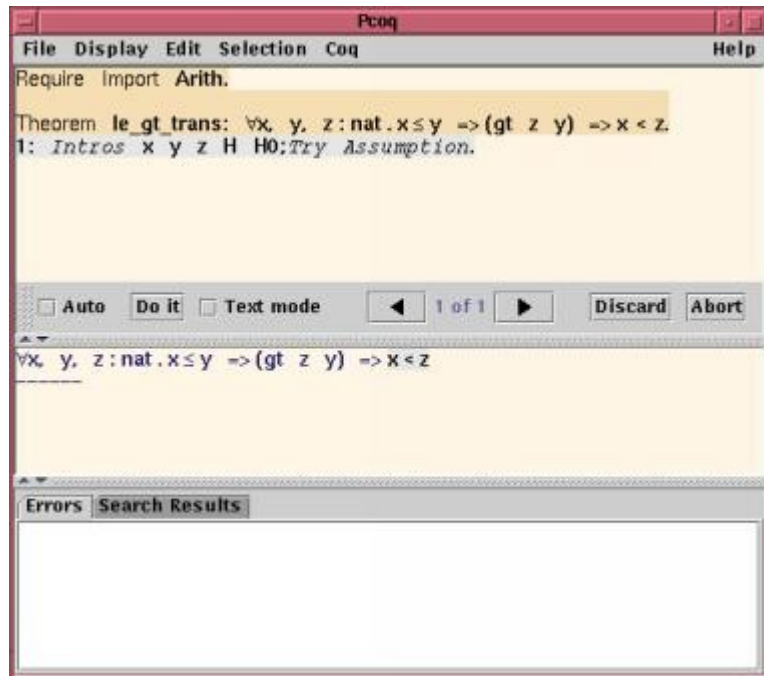 Pcoq
File Display Edit Selection Coq Help
Require Import Arith.
Theorem le_gt_trans: ∀x, y, z:nat.x≤y =>(gt z y) =>x < z.
1: Intros x y z H H0;Try Assumption.
Auto Do it Text mode 1 of 1 Discard Abort
∀x, y, z:nat.x≤y =>(gt z y) =>x < z
------
Errors Search Results